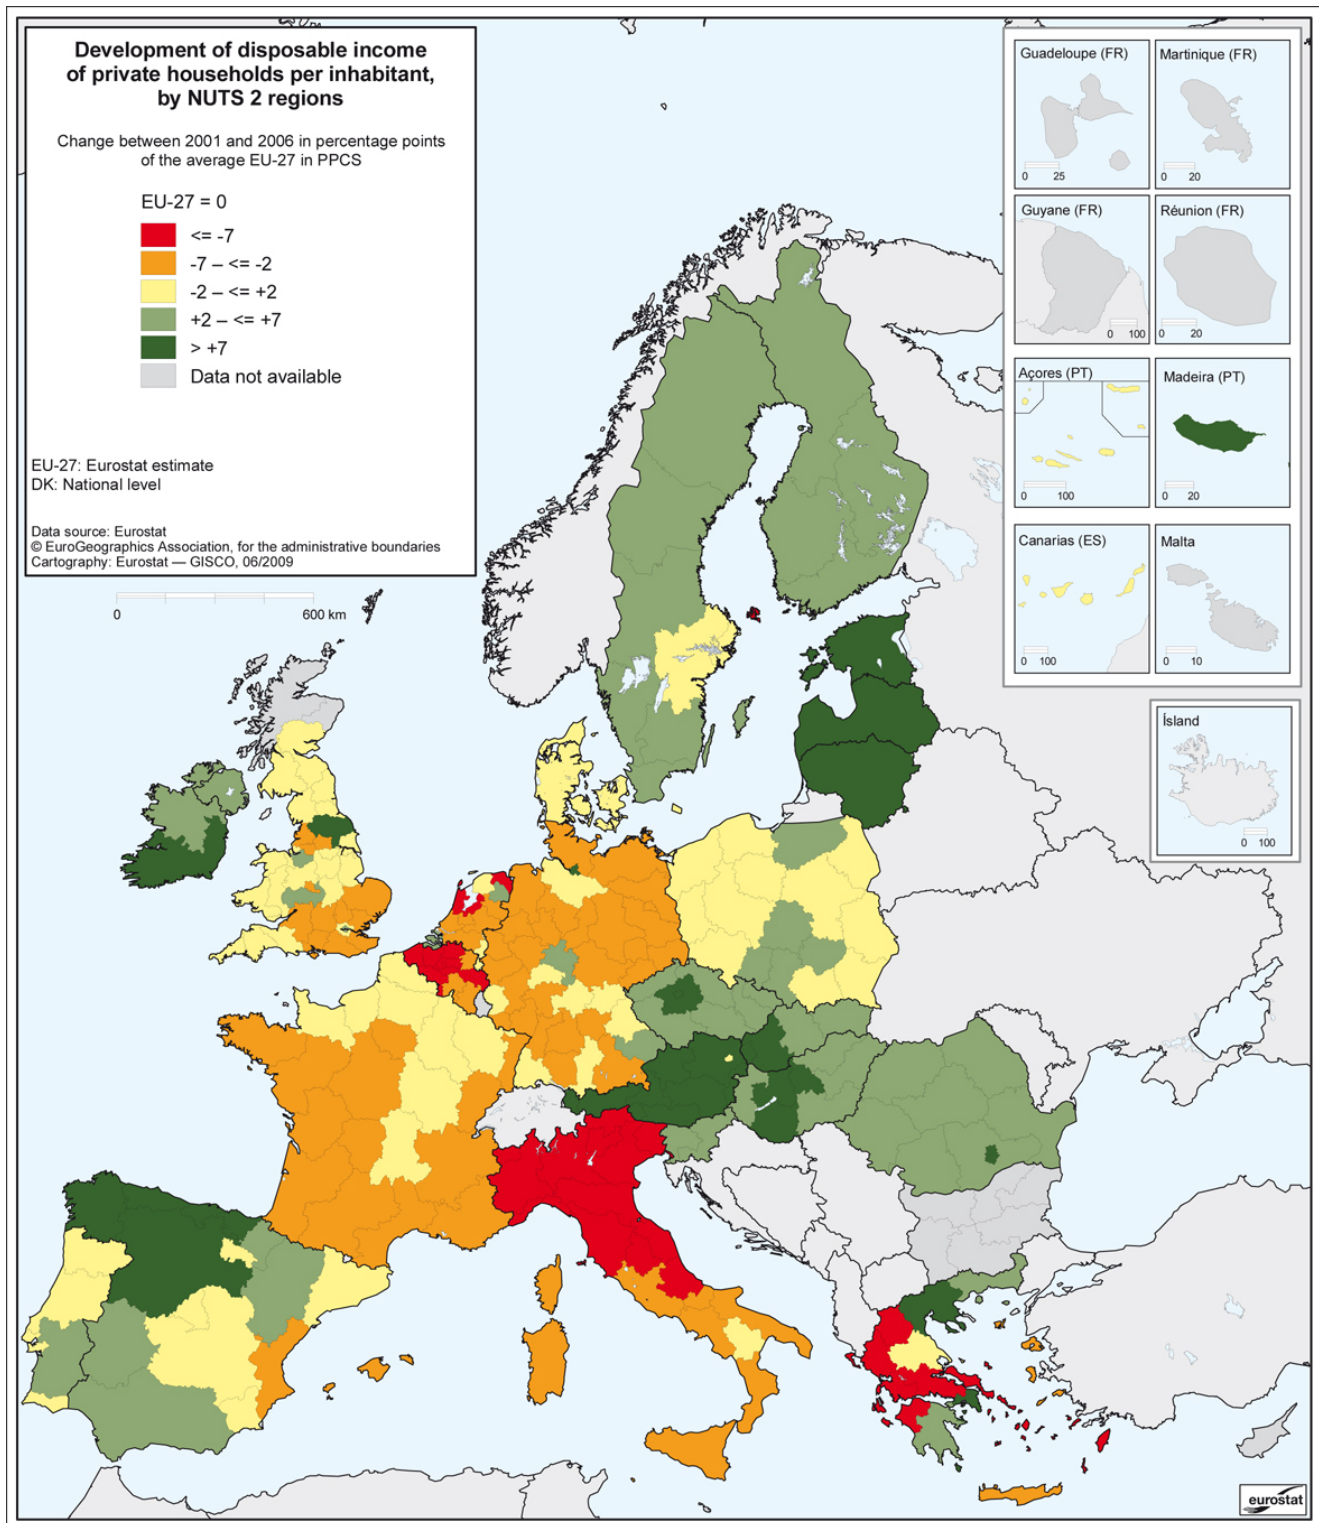 Development of disposable income
of private households per inhabitant,
by NUTS 2 regions
Change between 2001 and 2006 in percentage points
of the average EU-27 in PPCS
EU-27 = 0
<= -7
-7 – <= -2
-2 – <= +2
+2 – <= +7
> +7
Data not available
EU-27: Eurostat estimate
DK: National level
Data source: Eurostat
© EuroGeographics Association, for the administrative boundaries
Cartography: Eurostat — GISCO, 06/2009
0 600 km
Guadeloupe (FR)
0 25
Martinique (FR)
0 20
Guyane (FR)
0 100
Réunion (FR)
0 20
Açores (PT)
0 100
Madeira (PT)
0 20
Canarias (ES)
0 100
Malta
0 10
Ísland
0 100
eurostat